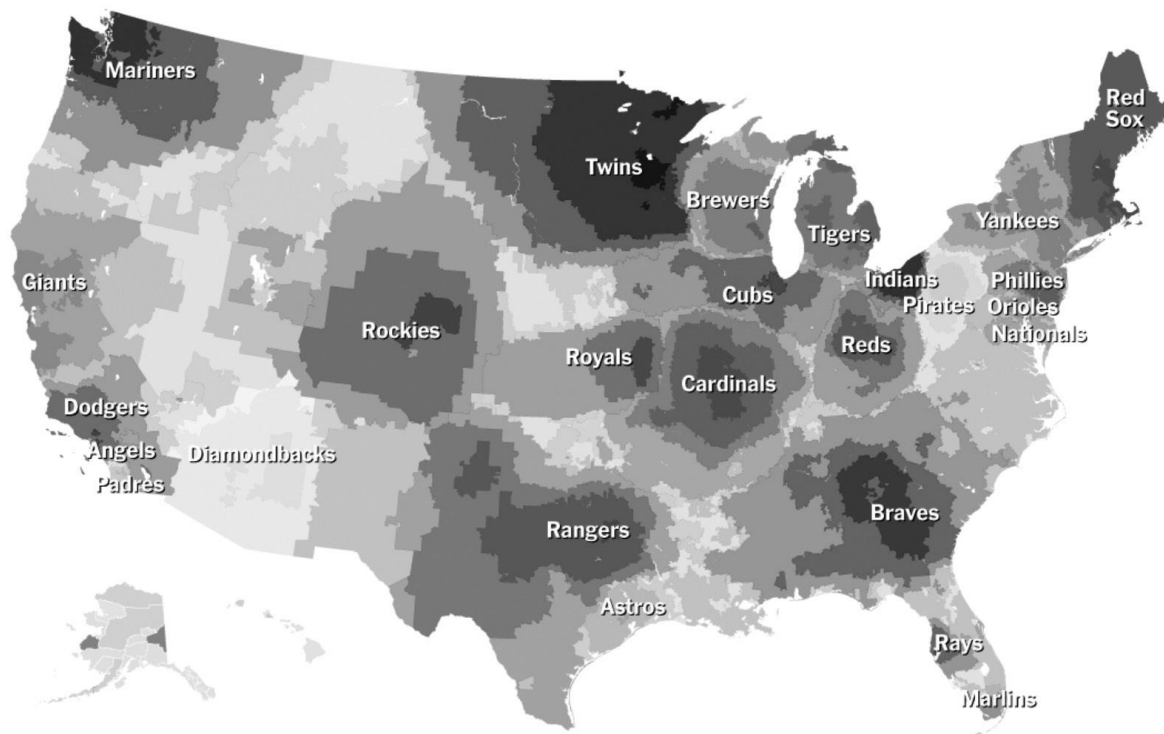 Mariners
Red
Sox
Twins
Brewers
Yankees
Tigers
Giants
Indians
Phillies
Cubs
Pirates
Orioles
Rockies
Nationals
Reds
Royals
Cardinals
Dodgers
Angels
Diamondbacks
Padres
Braves
Rangers
Astros
Rays
Marlins